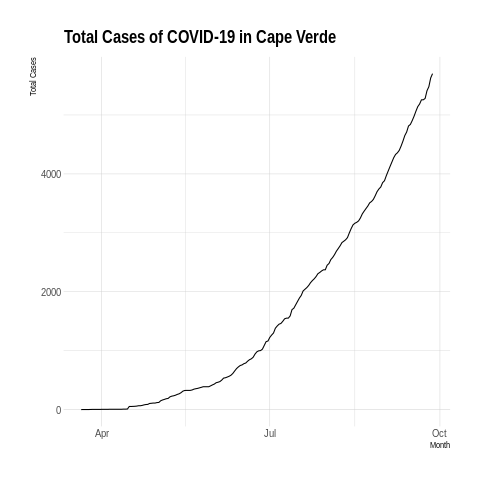 Total Cases of COVID-19 in Cape Verde
Total Cases
4000
2000
0
Apr
Jul
Oct
Month